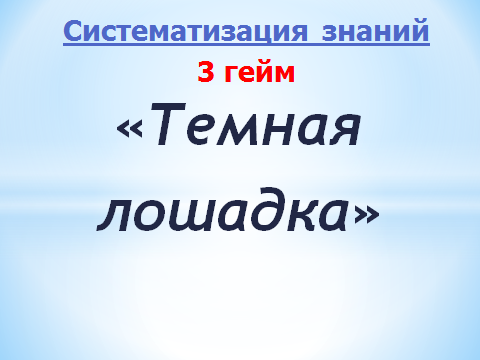 Систематизация знаний
3 гейм
«Темная
лошадка»